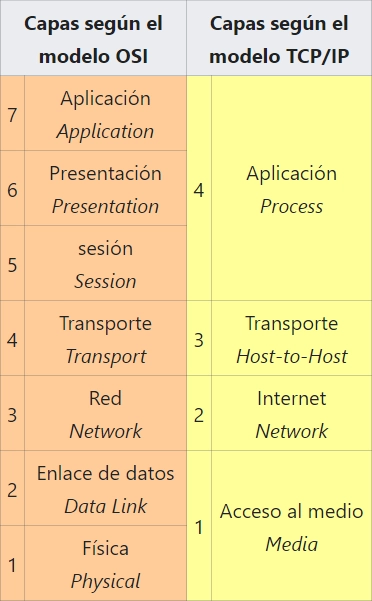 Capas según el
modelo OSI
Capas según el
modelo TCP/IP
7
Aplicación
Application
6
Presentación
Presentation
5
sesión
Session
4
Aplicación
Process
4
Transporte
Transport
3
Transporte
Host-to-Host
3
Red
Network
2
Internet
Network
2
Enlace de datos
Data Link
1
Física
Physical
1
Acceso al medio
Media